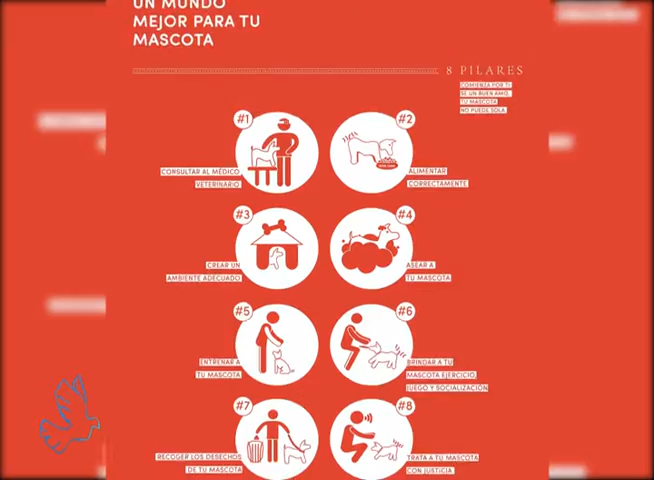 UN MUNDO
MEJOR PARA TU
MASCOTA
8 PILARES
COMIENZA POR TI.
SÉ UN BUEN AMO.
TU MASCOTA
NO PUEDE SOLA.
#1
CONSULTAR AL MÉDICO
VETERINARIO
#2
ALIMENTAR
CORRECTAMENTE
#3
CREAR UN
AMBIENTE ADECUADO
#4
ASEAR A
TU MASCOTA
#5
ENTRENAR A
TU MASCOTA
#6
BRINDAR A TU
MASCOTA EJERCICIO,
JUEGO Y SOCIALIZACIÓN
#7
RECOGER LOS DESECHOS
DE TU MASCOTA
#8
TRATA A TU MASCOTA
CON JUSTICIA